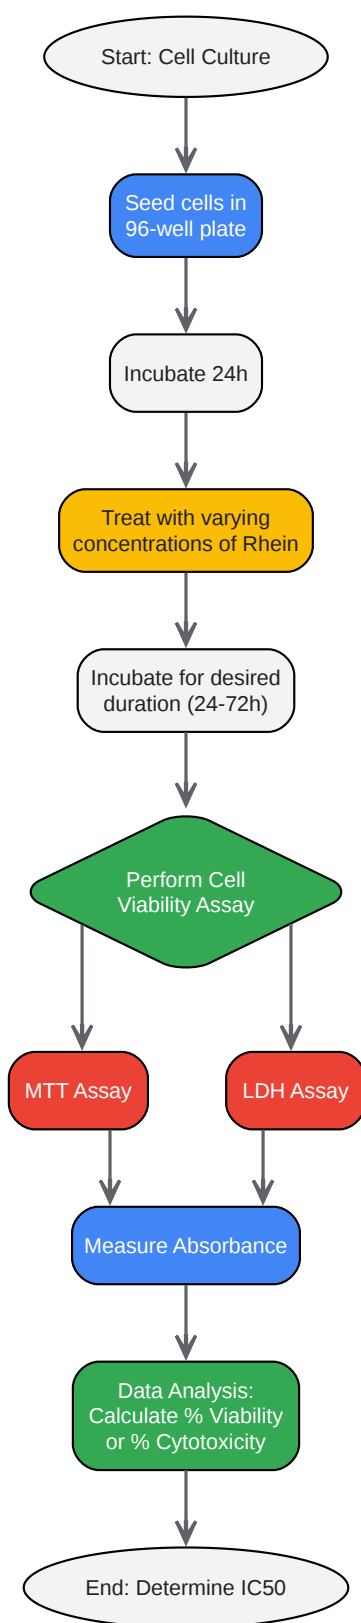 Start: Cell Culture
Seed cells in
96-well plate
Incubate 24h
Treat with varying
concentrations of Rhein
Incubate for desired
duration (24-72h)
Perform Cell
Viability Assay
MTT Assay
LDH Assay
Measure Absorbance
Data Analysis:
Calculate % Viability
or % Cytotoxicity
End: Determine IC50